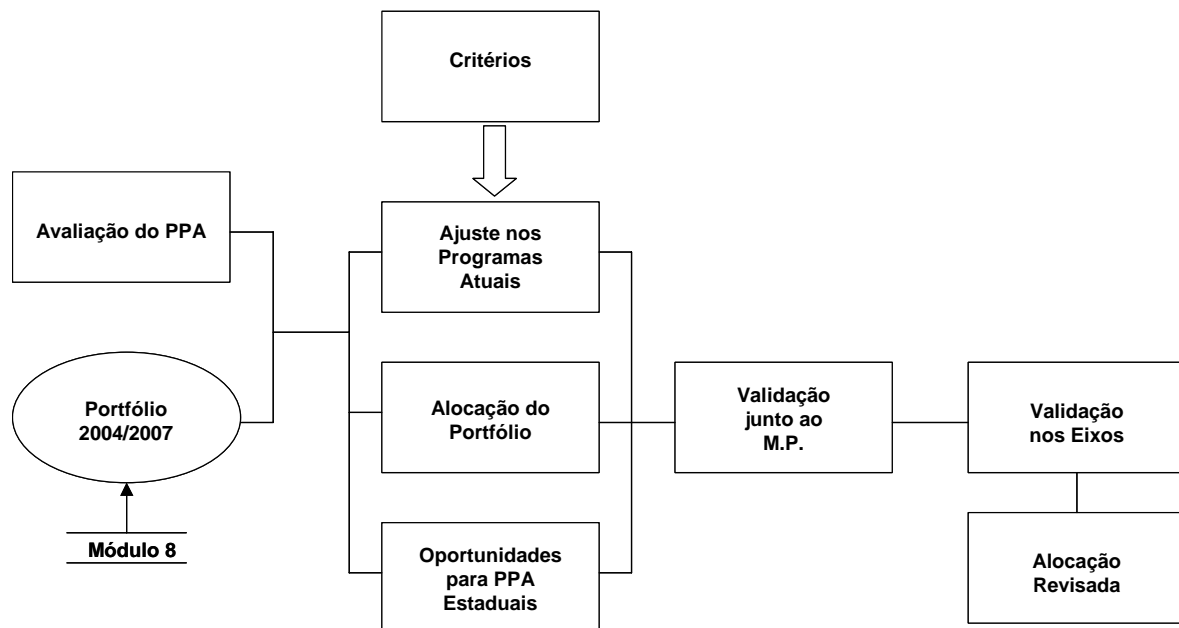 Critérios
Avaliação do PPA
Ajuste nos
Programas
Atuais
Portfólio
2004/2007
Alocação do
Portfólio
Validação
junto ao
M.P.
Validação
nos Eixos
Módulo 8
Oportunidades
para PPA
Estaduais
Alocação
Revisada